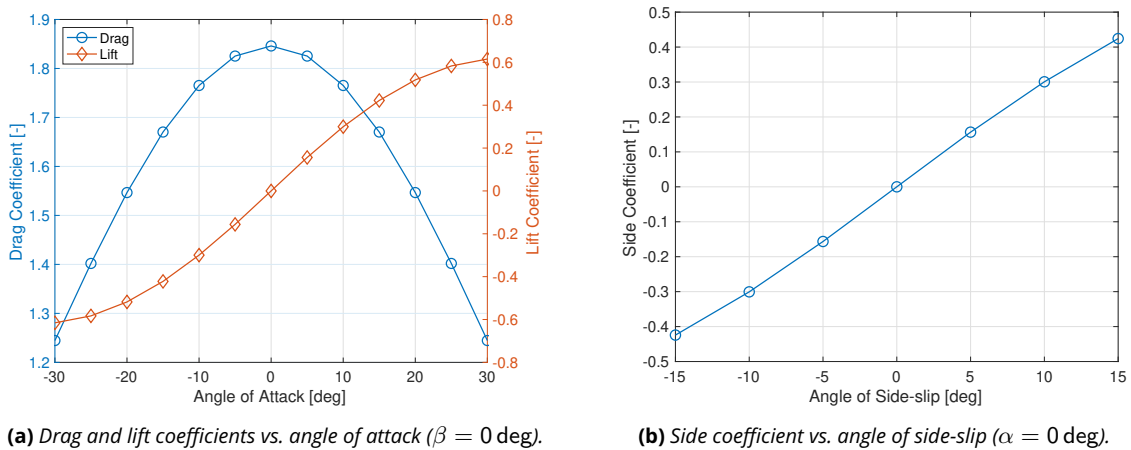 1.9
1.8
1.7
1.6
1.5
1.4
1.3
1.2
Drag Coefficient [-]
Drag
Lift
0.8
0.6
0.4
0.2
0
-0.2
-0.4
-0.6
-0.8
Lift Coefficient [-]
-30 -20 -10 0 10 20 30
Angle of Attack [deg]
(a) Drag and lift coefficients vs. angle of attack (β = 0 deg).
0.5
0.4
0.3
0.2
0.1
0
-0.1
-0.2
-0.3
-0.4
-0.5
Side Coefficient [-]
-15 -10 -5 0 5 10 15
Angle of Side-slip [deg]
(b) Side coefficient vs. angle of side-slip (α = 0 deg).